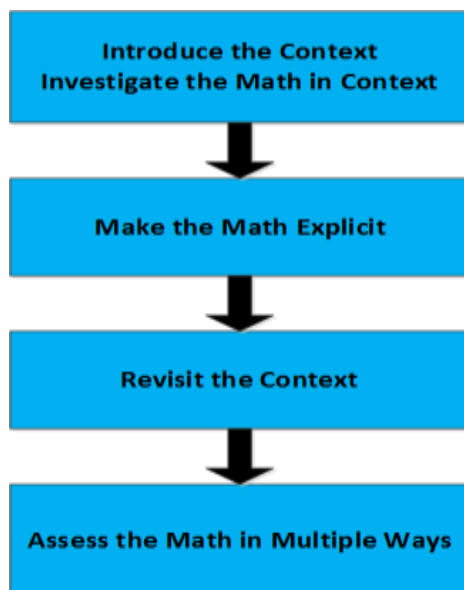 Introduce the Context
Investigate the Math in Context
Make the Math Explicit
Revisit the Context
Assess the Math in Multiple Ways